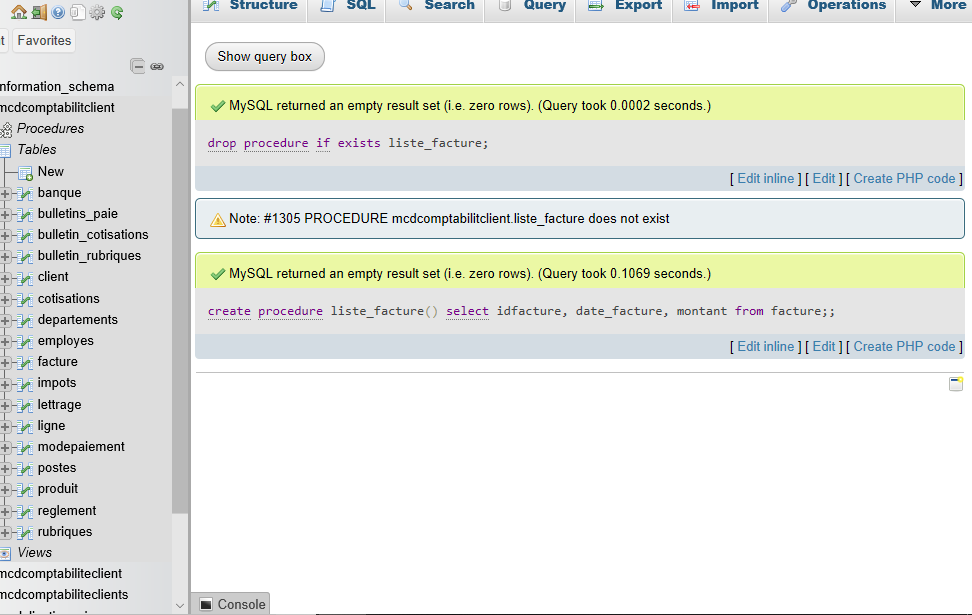 Structure
SQL
Search
Query
Export
Import
Operations
More
t
Favorites
Show query box
nformation_schema
mcdcomptabilitclient
Procedures
Tables
New
banque
bulletins_paie
bulletin_cotisations
bulletin_rubriques
client
cotisations
departements
employes
facture
impots
lettrage
ligne
modepaiement
postes
produit
reglement
rubriques
Views
mcdcomptabiliteclient
mcdcomptabiliteclients
MySQL returned an empty result set (i.e. zero rows). (Query took 0.0002 seconds.)
drop procedure if exists liste_facture;
[ Edit inline ] [ Edit ] [ Create PHP code ]
Note: #1305 PROCEDURE mcdcomptabilitclient.liste_facture does not exist
MySQL returned an empty result set (i.e. zero rows). (Query took 0.1069 seconds.)
create procedure liste_facture() select idfacture, date_facture, montant from facture;;
[ Edit inline ] [ Edit ] [ Create PHP code ]
Console